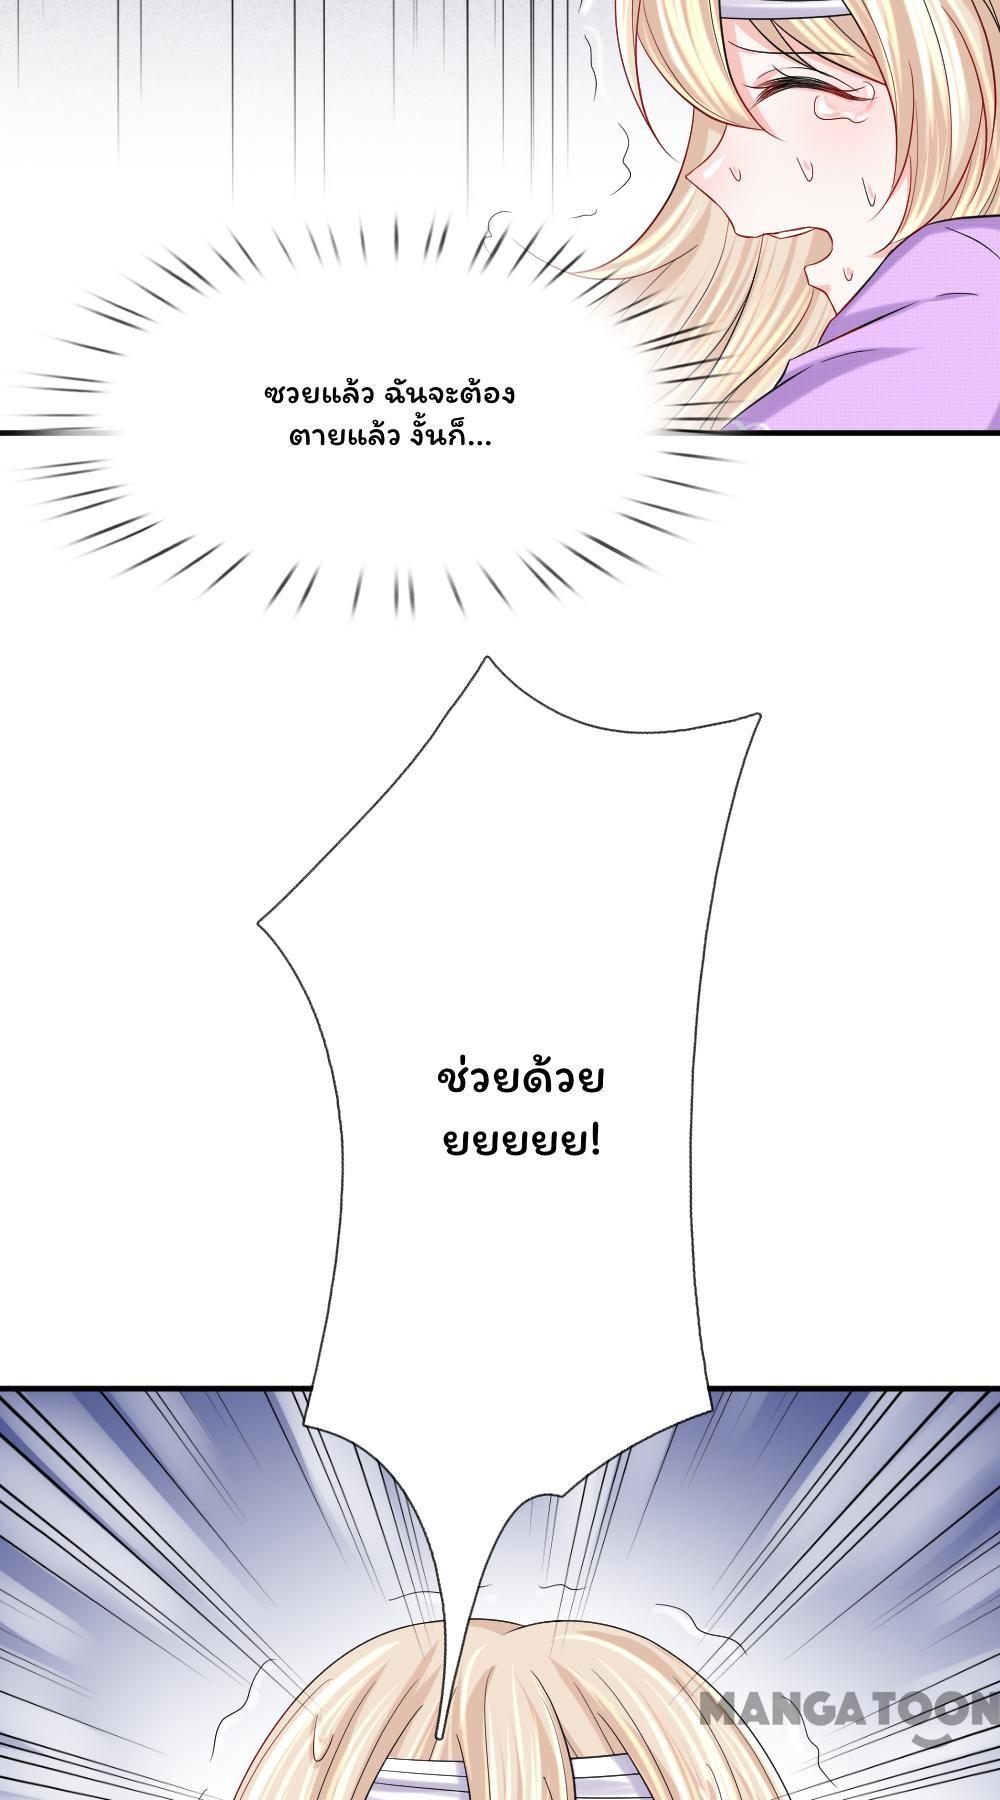 ซวยแล้ว ฉันจะต้อง
ตายแล้ว งั้นก็...
ช่วยด้วย
ยยยยย!
MANGATOON